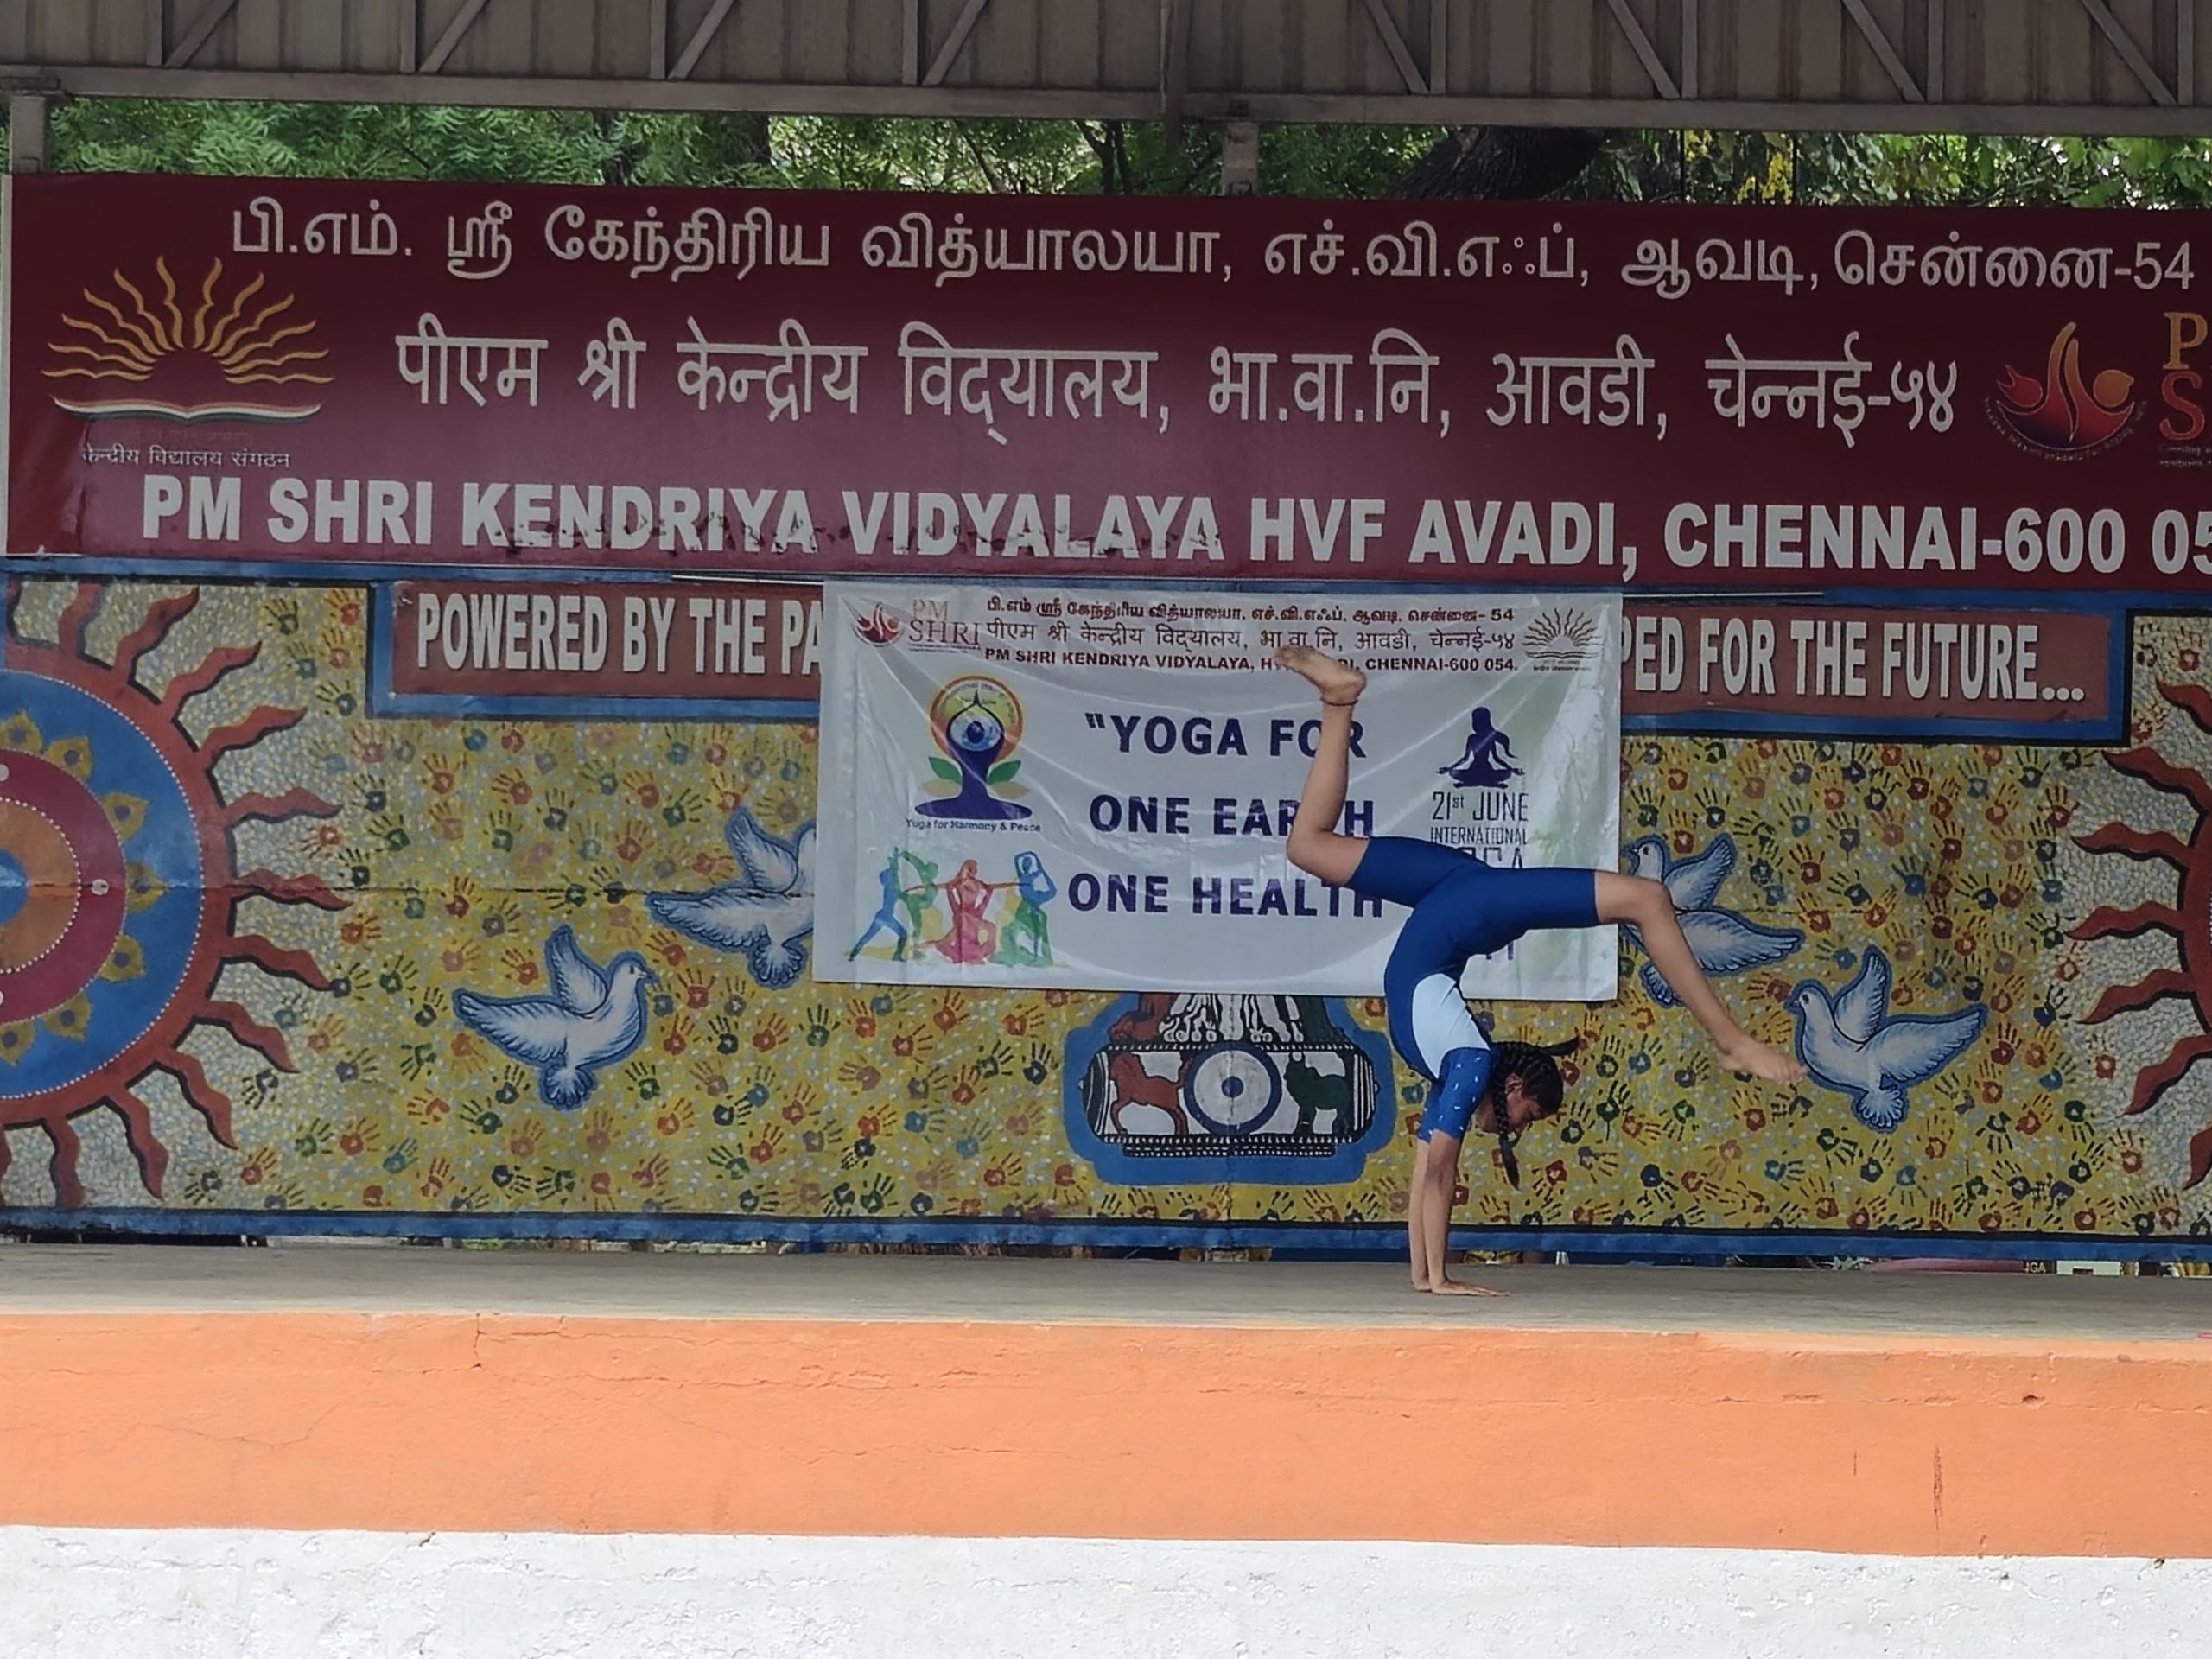 பி.எம். ஸ்ரீ கேந்திரிய வித்யாலயா, எச்.வி.எஃப், ஆவடி, சென்னை-54
पीएम श्री केन्द्रीय विद्यालय, भा.वा.नि, आवडी, चेन्नई-५४
केन्द्रीय विद्यालय संगठन
PM SHRI KENDRIYA VIDYALAYA HVF AVADI, CHENNAI-600 05
POWERED BY THE PA
PED FOR THE FUTURE...
PM
SHRI
பி.எம் ஸ்ரீ கேந்திரிய வித்யாலயா. எச்.வி.எஃப். ஆவடி. சென்னை- 54
पीएम श्री केन्द्रीय विद्यालय, भा वा नि, आवडी, चेन्नई-५४
PM SHRI KENDRIYA VIDYALAYA, CHENNAI-600 054.
"YOGA FOR
ONE EARTH
ONE HEALTH
Yoga for Harmony & Peace
21st JUNE
INTERNATIONAL